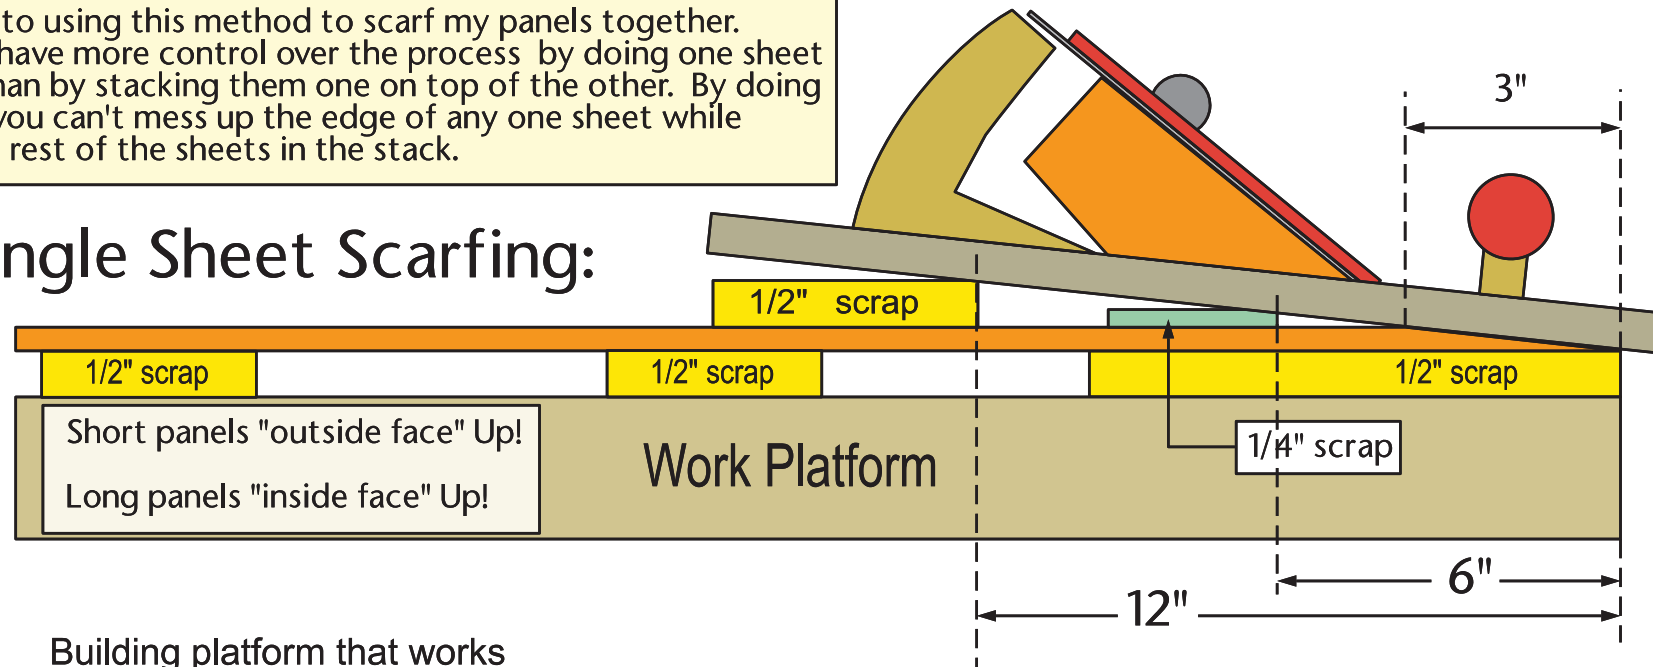 to using this method to scarf my panels together.
have more control over the process by doing one sheet
an by stacking them one on top of the other. By doing
you can't mess up the edge of any one sheet while
rest of the sheets in the stack.
3"
ngle Sheet Scarfing:
1/2" scrap
1/2" scrap
1/2" scrap
1/2" scrap
Short panels "outside face" Up!
Long panels "inside face" Up!
Work Platform
1/4" scrap
6"
12"
Building platform that works